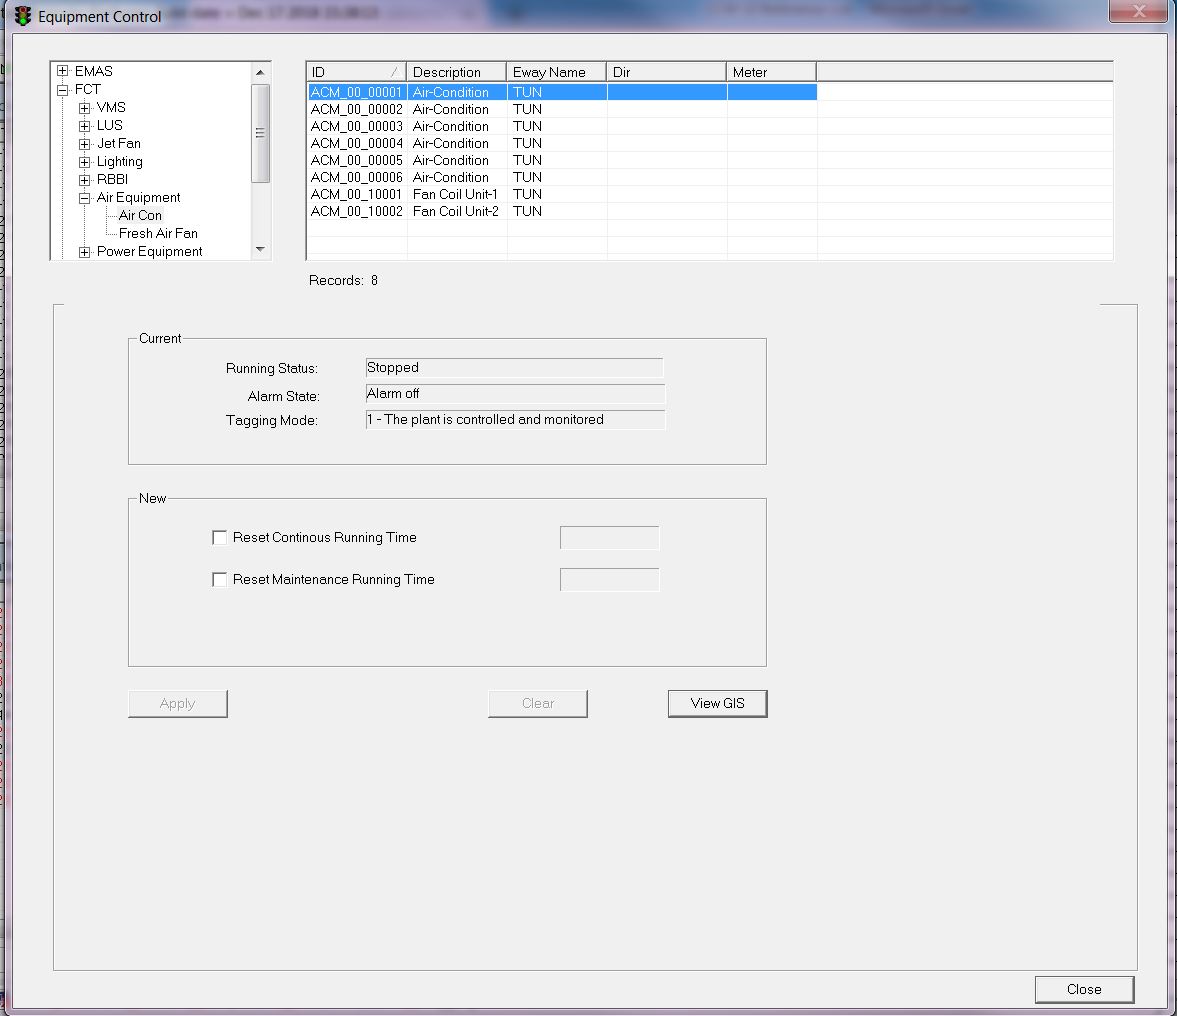 Equipment Control
EMAS
FCT
VMS
LUS
Jet Fan
Lighting
RBBI
Air Equipment
Air Con
Fresh Air Fan
Power Equipment
ID Description Eway Name Dir Meter
ACM_00_00001 Air-Condition TUN
ACM_00_00002 Air-Condition TUN
ACM_00_00003 Air-Condition TUN
ACM_00_00004 Air-Condition TUN
ACM_00_00005 Air-Condition TUN
ACM_00_00006 Air-Condition TUN
ACM_00_10001 Fan Coil Unit-1 TUN
ACM_00_10002 Fan Coil Unit-2 TUN
Records: 8
Current
Running Status: Stopped
Alarm State: Alarm off
Tagging Mode: 1 - The plant is controlled and monitored
New
Reset Continous Running Time
Reset Maintenance Running Time
Apply Clear View GIS
Close